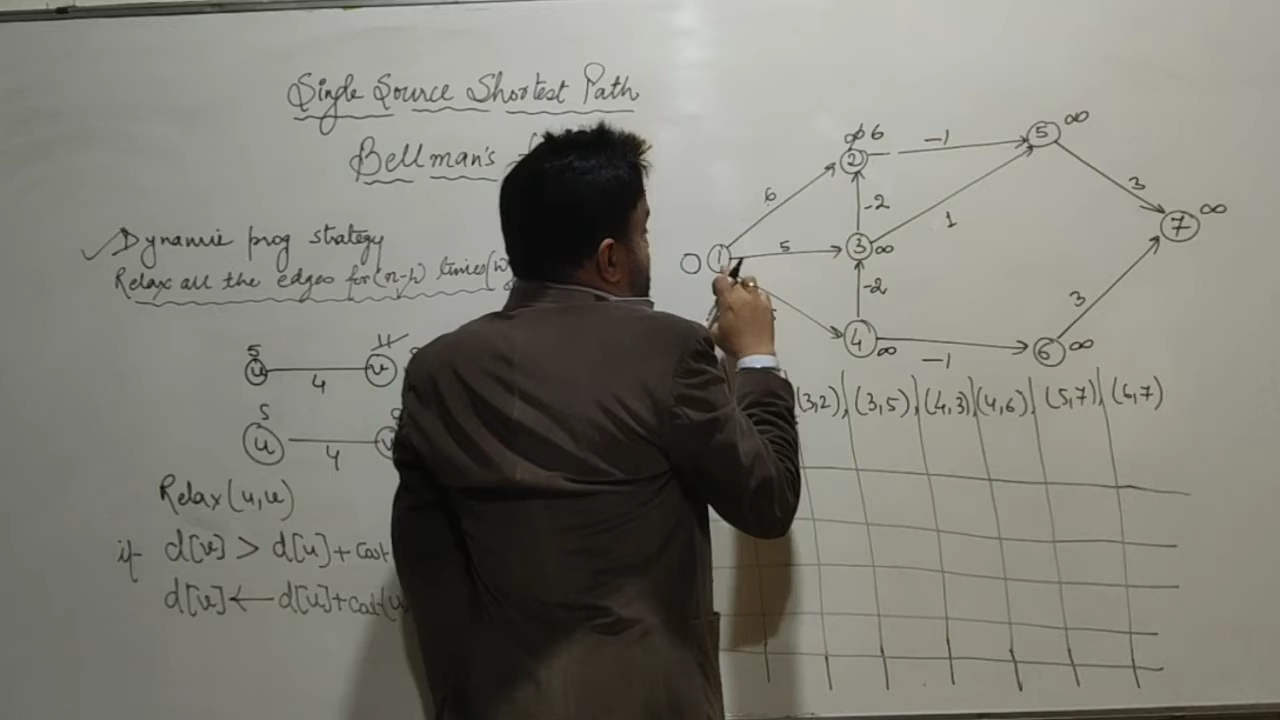 Single Source Shortest Path
Bellman's
Dynamic prog strategy
Relax all the edges for (n-1) times
5
u
4
11
v
5
u
4
v
Relax(u,v)
if d[v] > d[u]+cost
d[v] ← d[u]+cost(u
∞ 6
2
-1
5
∞
6
-2
1
3
7
∞
0
1
5
3
∞
-2
3
4
∞
-1
6
∞
(3,2), (3,5), (4,3), (4,6), (5,7), (6,7)